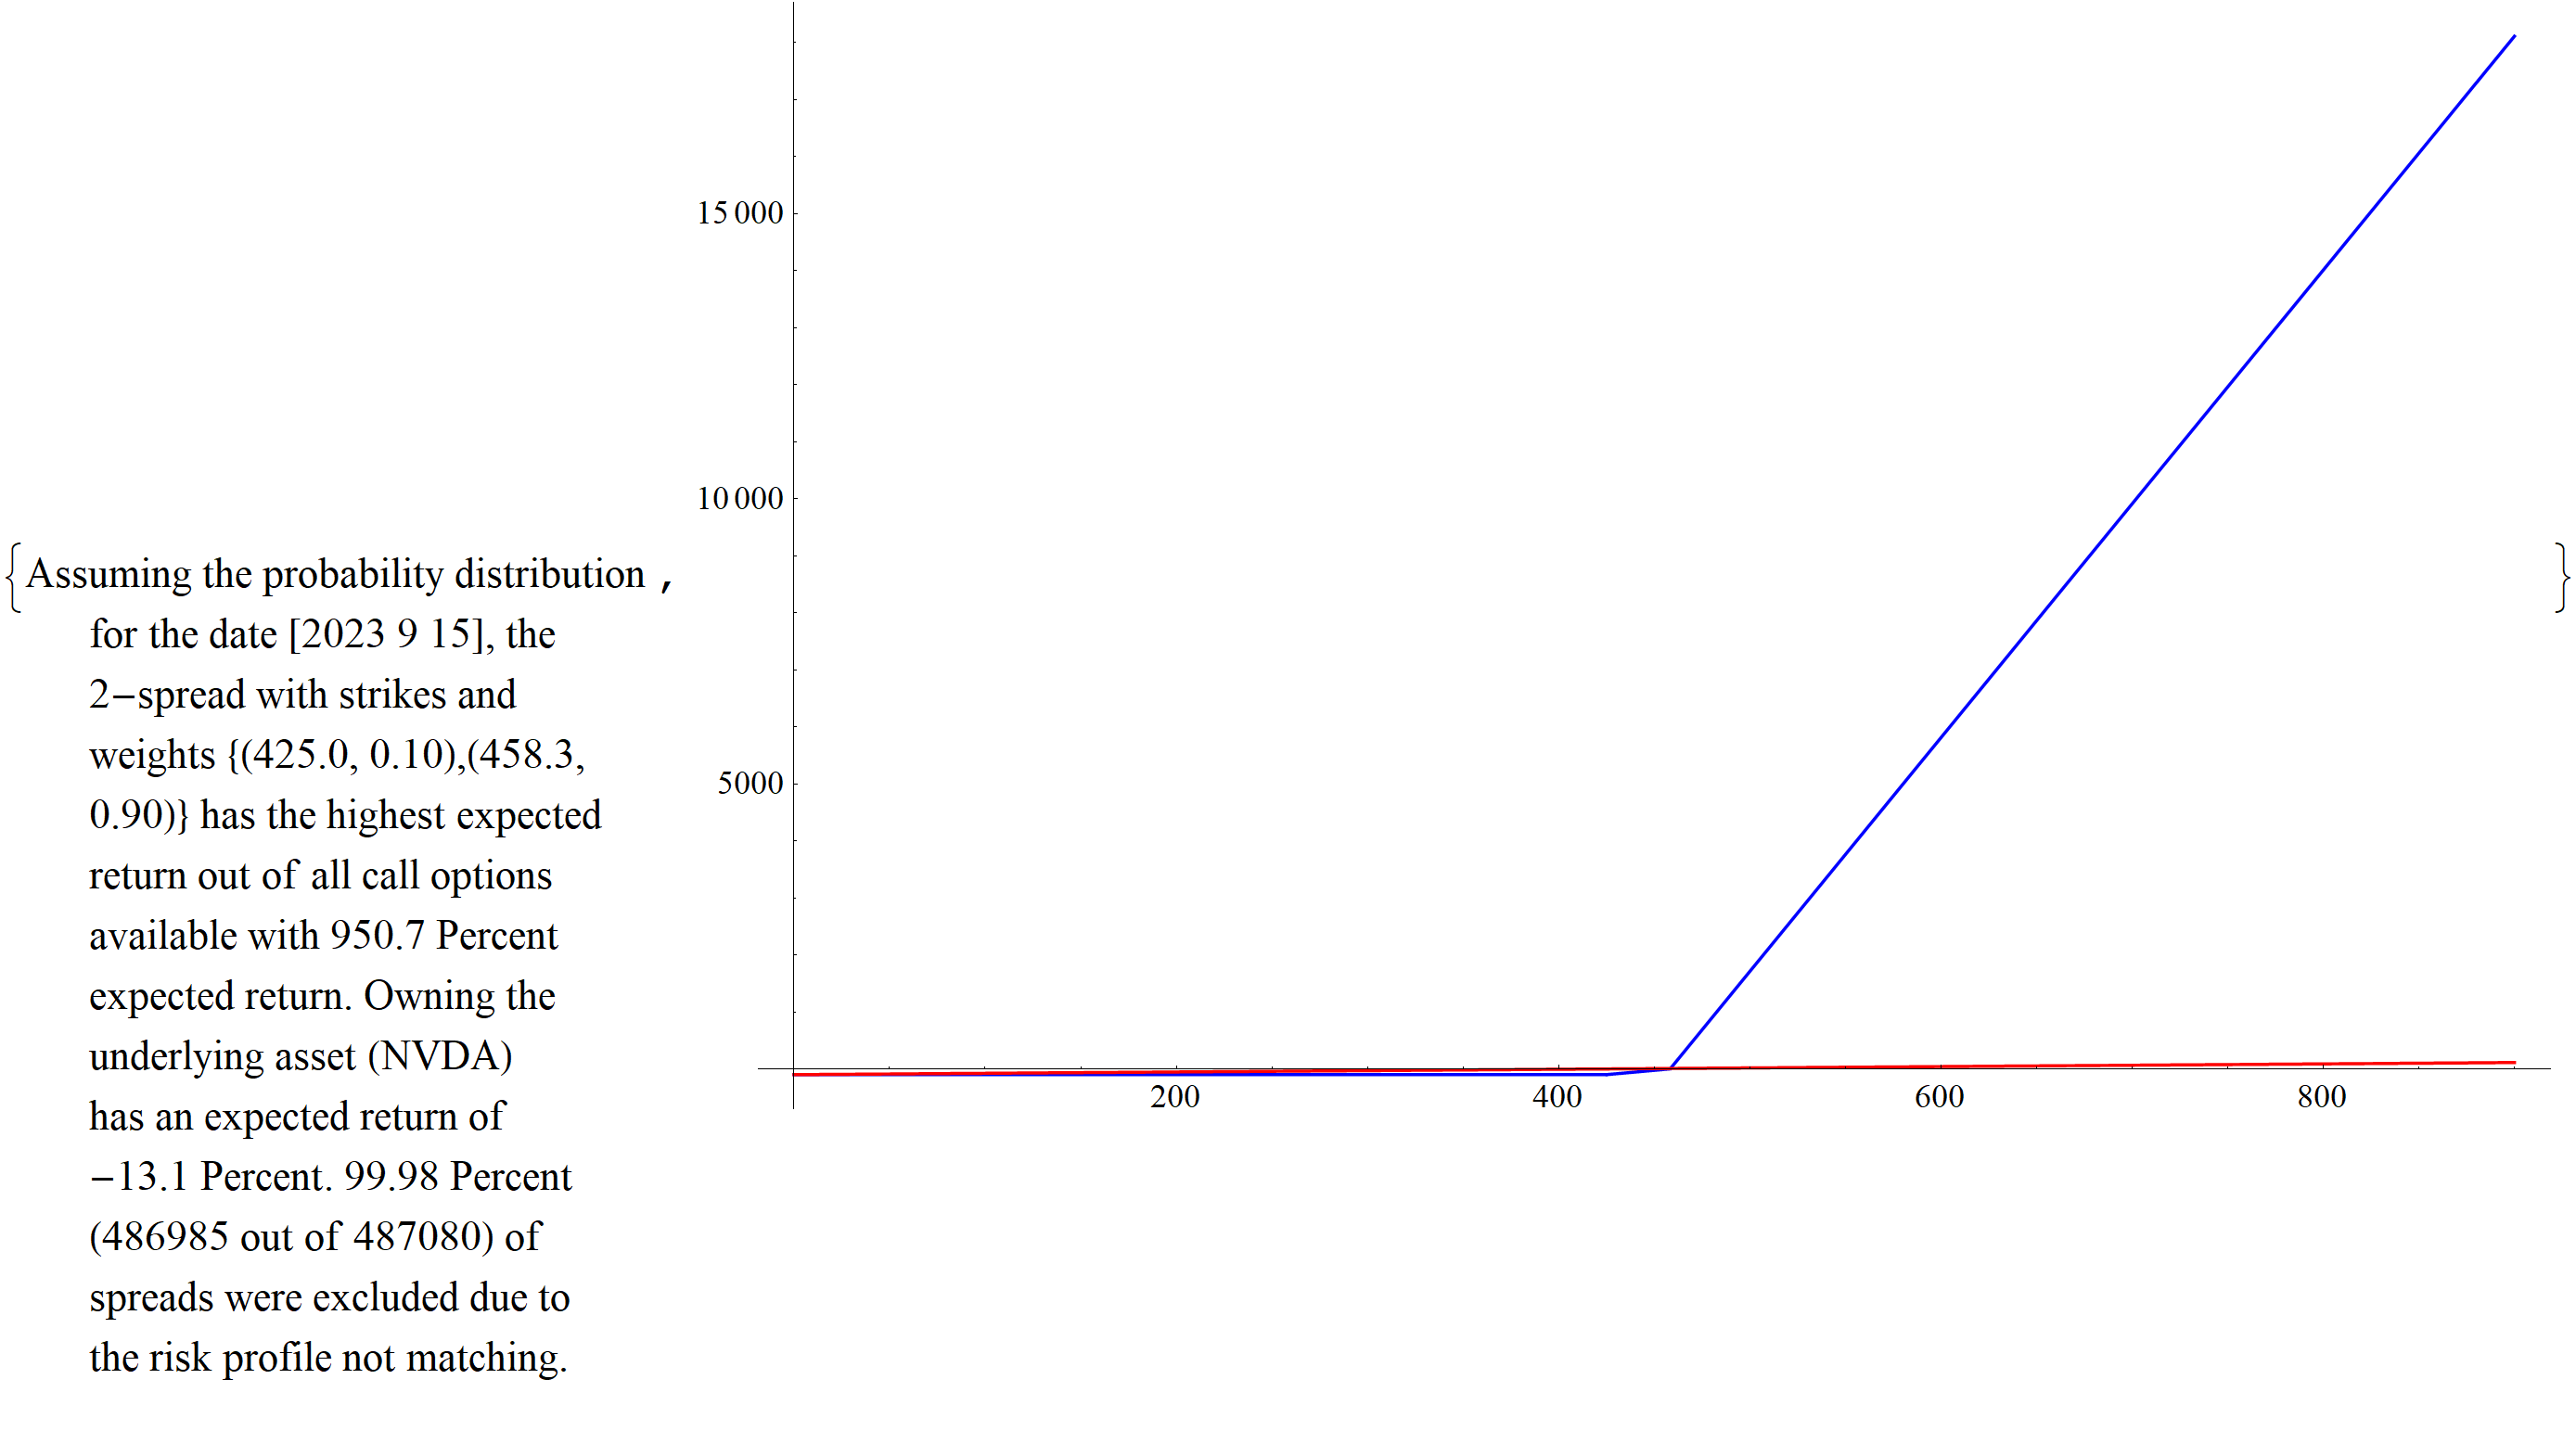 15 000
10 000
5000
200 400 600 800
{Assuming the probability distribution , }
for the date [2023 9 15], the
2−spread with strikes and
weights {(425.0, 0.10),(458.3,
0.90)} has the highest expected
return out of all call options
available with 950.7 Percent
expected return. Owning the
underlying asset (NVDA)
has an expected return of
−13.1 Percent. 99.98 Percent
(486985 out of 487080) of
spreads were excluded due to
the risk profile not matching.